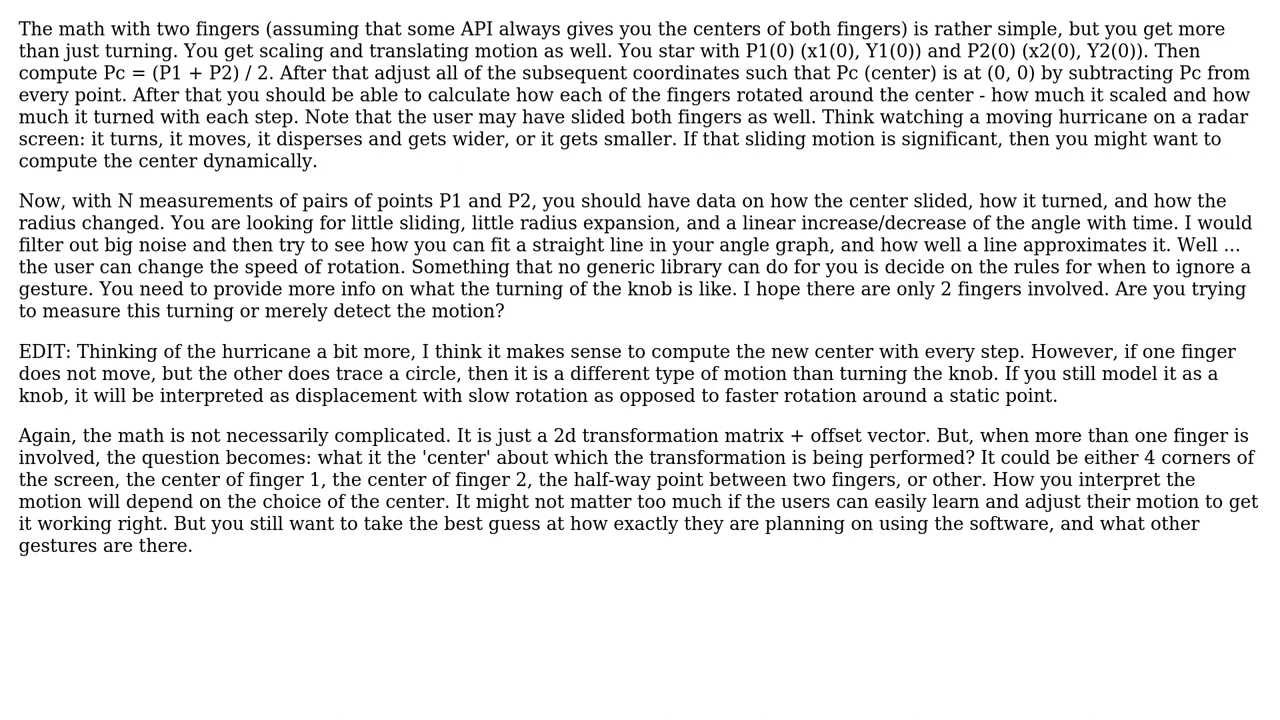 The math with two fingers (assuming that some API always gives you the centers of both fingers) is rather simple, but you get more
than just turning. You get scaling and translating motion as well. You star with P1(0) (x1(0), Y1(0)) and P2(0) (x2(0), Y2(0)). Then
compute Pc = (P1 + P2) / 2. After that adjust all of the subsequent coordinates such that Pc (center) is at (0, 0) by subtracting Pc from
every point. After that you should be able to calculate how each of the fingers rotated around the center - how much it scaled and how
much it turned with each step. Note that the user may have slided both fingers as well. Think watching a moving hurricane on a radar
screen: it turns, it moves, it disperses and gets wider, or it gets smaller. If that sliding motion is significant, then you might want to
compute the center dynamically.
Now, with N measurements of pairs of points P1 and P2, you should have data on how the center slided, how it turned, and how the
radius changed. You are looking for little sliding, little radius expansion, and a linear increase/decrease of the angle with time. I would
filter out big noise and then try to see how you can fit a straight line in your angle graph, and how well a line approximates it. Well ...
the user can change the speed of rotation. Something that no generic library can do for you is decide on the rules for when to ignore a
gesture. You need to provide more info on what the turning of the knob is like. I hope there are only 2 fingers involved. Are you trying
to measure this turning or merely detect the motion?
EDIT: Thinking of the hurricane a bit more, I think it makes sense to compute the new center with every step. However, if one finger
does not move, but the other does trace a circle, then it is a different type of motion than turning the knob. If you still model it as a
knob, it will be interpreted as displacement with slow rotation as opposed to faster rotation around a static point.
Again, the math is not necessarily complicated. It is just a 2d transformation matrix + offset vector. But, when more than one finger is
involved, the question becomes: what it the 'center' about which the transformation is being performed? It could be either 4 corners of
the screen, the center of finger 1, the center of finger 2, the half-way point between two fingers, or other. How you interpret the
motion will depend on the choice of the center. It might not matter too much if the users can easily learn and adjust their motion to get
it working right. But you still want to take the best guess at how exactly they are planning on using the software, and what other
gestures are there.